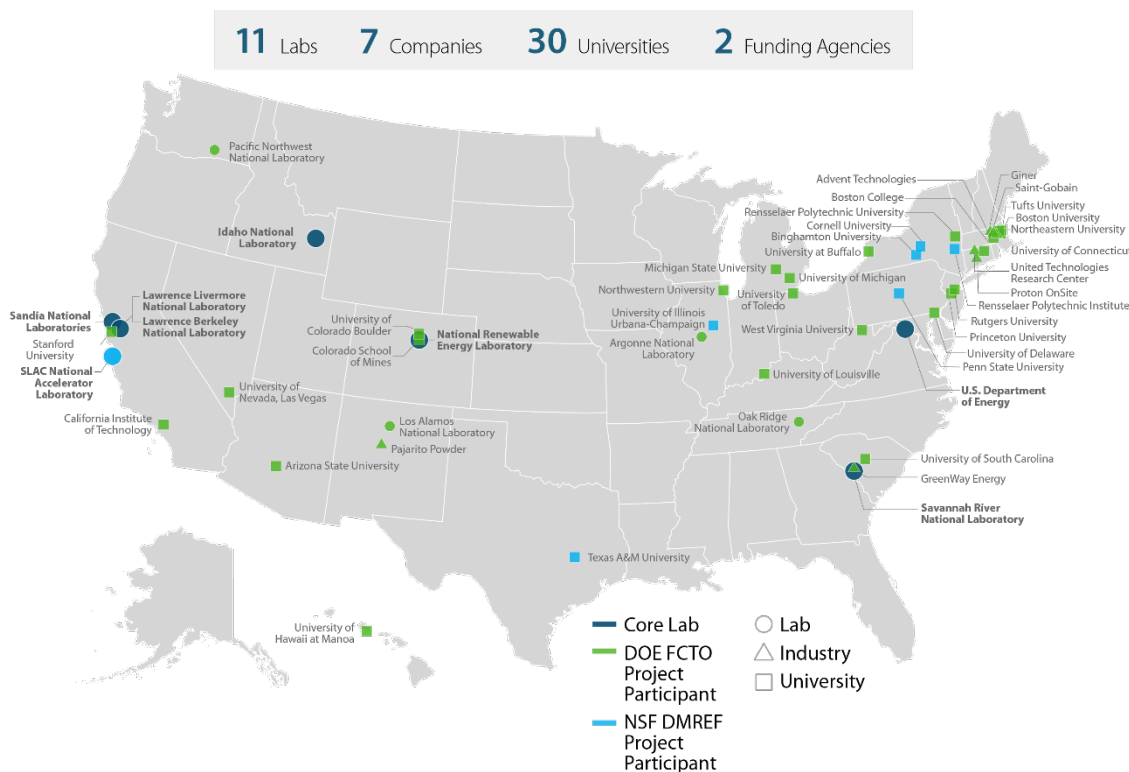 11 Labs 7 Companies 30 Universities 2 Funding Agencies
Pacific Northwest
National Laboratory
Idaho National
Laboratory
Lawrence Livermore
National Laboratory
Sandia National
Laboratories
Lawrence Berkeley
National Laboratory
Stanford
University
SLAC National
Accelerator
Laboratory
California Institute
of Technology
University of
Nevada, Las Vegas
Arizona State University
University of
Colorado Boulder
Colorado School
of Mines
National Renewable
Energy Laboratory
Los Alamos
National Laboratory
Pajarito Powder
Texas A&M University
University of
Hawaii at Manoa
Advent Technologies
Boston College
Rensselaer Polytechnic University
Cornell University
Binghamton University
University at Buffalo
Michigan State University
University of Michigan
Northwestern University
University
of Toledo
University of Illinois
Urbana-Champaign
Argonne National
Laboratory
West Virginia University
University of Louisville
Oak Ridge
National Laboratory
Giner
Saint-Gobain
Tufts University
Boston University
Northeastern University
University of Connecticut
United Technologies
Research Center
Proton OnSite
Rensselaer Polytechnic Institute
Rutgers University
Princeton University
University of Delaware
Penn State University
U.S. Department
of Energy
University of South Carolina
GreenWay Energy
Savannah River
National Laboratory
Core Lab
DOE FCTO
Project
Participant
NSF DMREF
Project
Participant
Lab
Industry
University